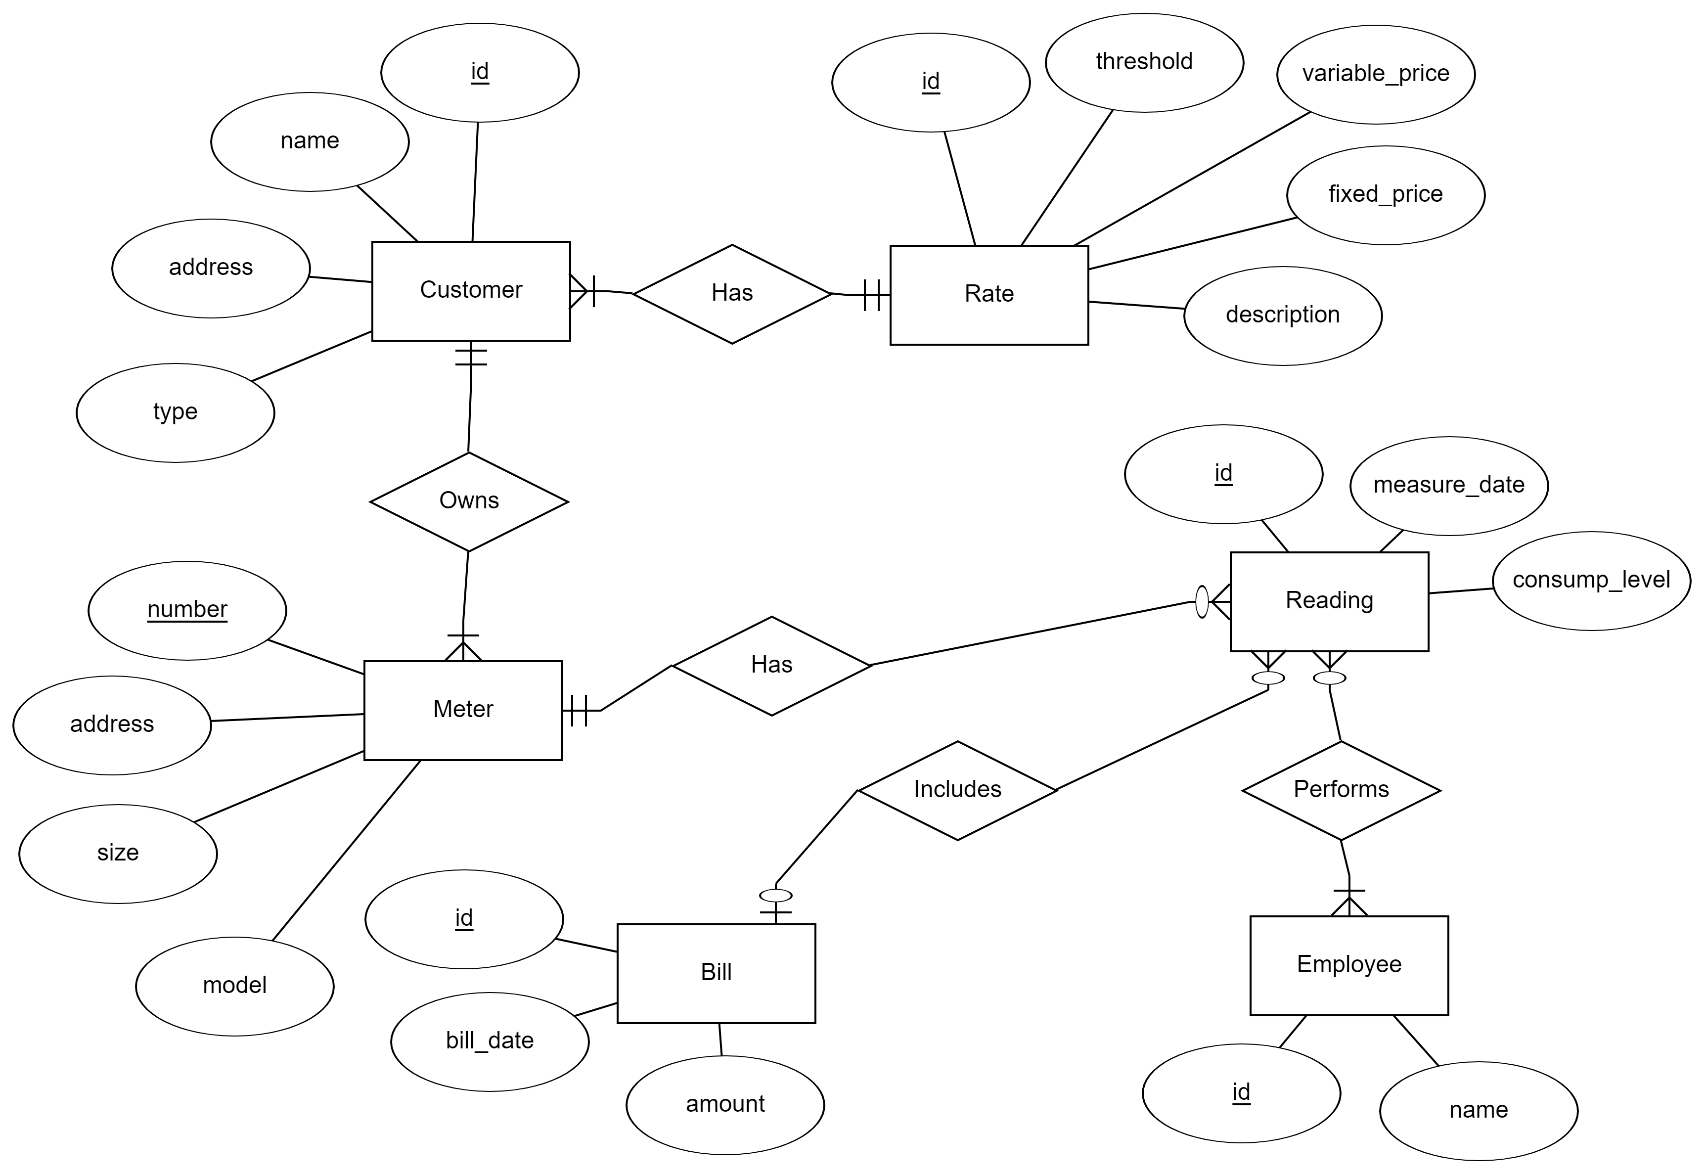 id
name
address
type
Customer
Has
Rate
id
threshold
variable_price
fixed_price
description
Owns
number
address
size
model
Meter
Has
Reading
id
measure_date
consump_level
Includes
Performs
Bill
id
bill_date
amount
Employee
id
name